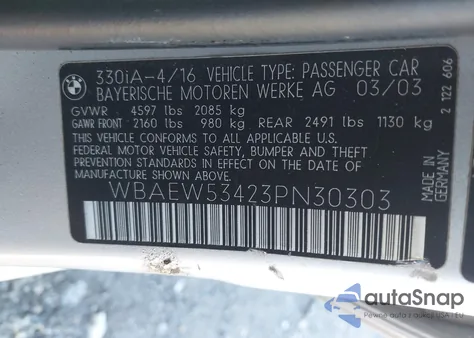 330iA-4/16 VEHICLE TYPE: PASSENGER CAR
BAYERISCHE MOTOREN WERKE AG 03/03
GVWR 4597 lbs 2085 kg
GAWR FRONT 2160 lbs 980 kg REAR 2491 lbs 1130 kg
THIS VEHICLE CONFORMS TO ALL APPLICABLE U.S.
FEDERAL MOTOR VEHICLE SAFETY, BUMPER AND THEFT
PREVENTION STANDARDS IN EFFECT ON THE DATE OF
MANUFACTURE SHOWN ABOVE.
WBAEW53423PN30303
MADE IN
GERMANY
2 122 606
autaSnap